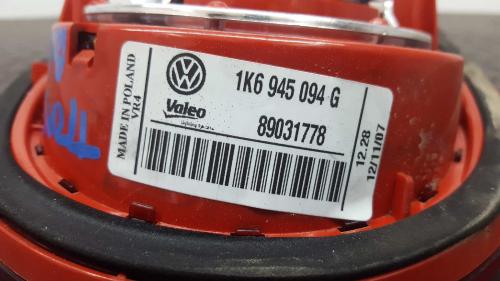 1K6 945 094 G
Valeo
89031778
MADE IN POLAND
VR4
12.28
12/11/07